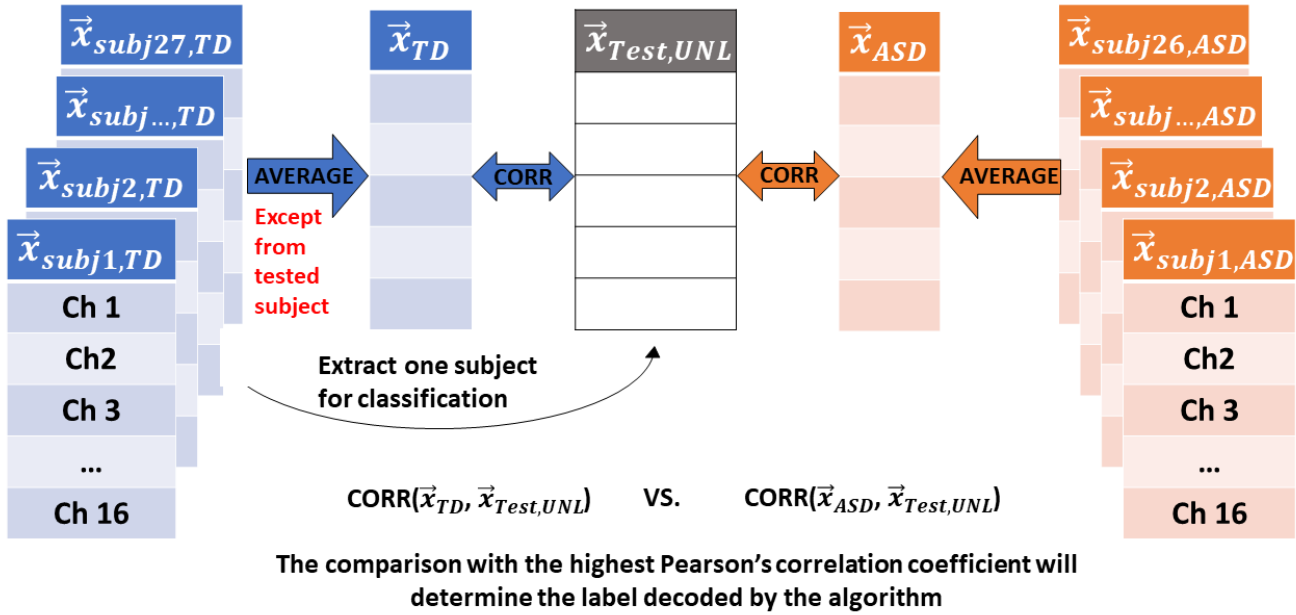 x⃗subj27,TD
x⃗subj...,TD
x⃗subj2,TD
x⃗subj1,TD
Ch 1
Ch2
Ch 3
...
Ch 16
AVERAGE
Except
from
tested
subject
x⃗TD
CORR
x⃗Test,UNL
CORR
x⃗ASD
AVERAGE
x⃗subj26,ASD
x⃗subj...,ASD
x⃗subj2,ASD
x⃗subj1,ASD
Ch 1
Ch2
Ch 3
...
Ch 16
Extract one subject
for classification
CORR(x⃗TD, x⃗Test,UNL) VS. CORR(x⃗ASD, x⃗Test,UNL)
The comparison with the highest Pearson's correlation coefficient will
determine the label decoded by the algorithm